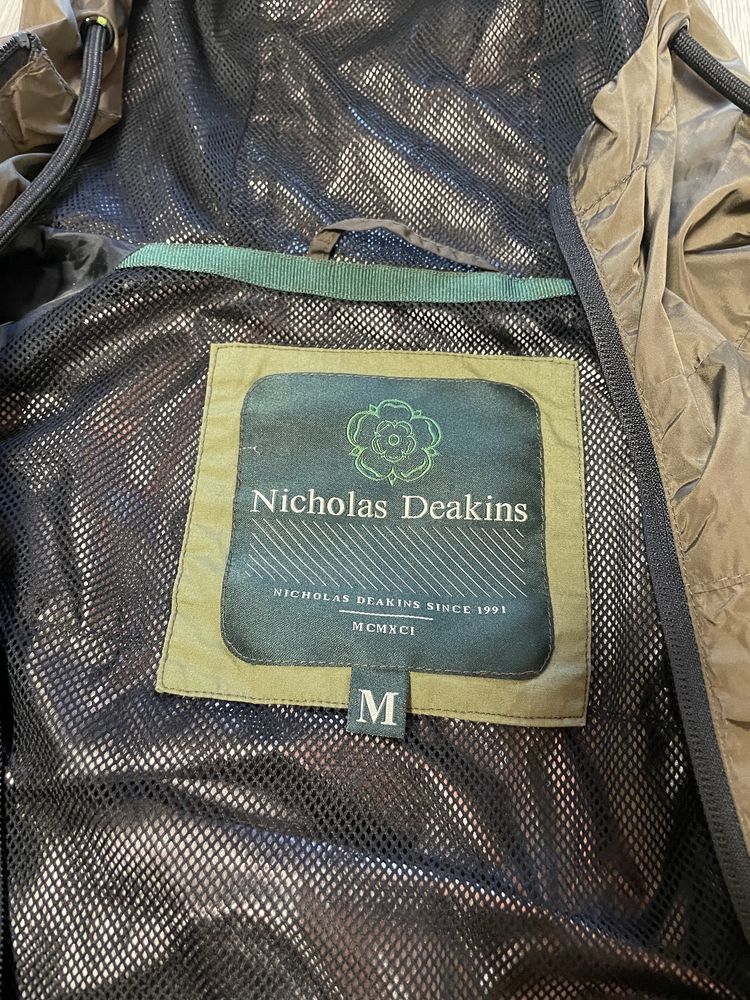 Nicholas Deakins
NICHOLAS DEAKINS SINCE 1991
MCMXCI
M